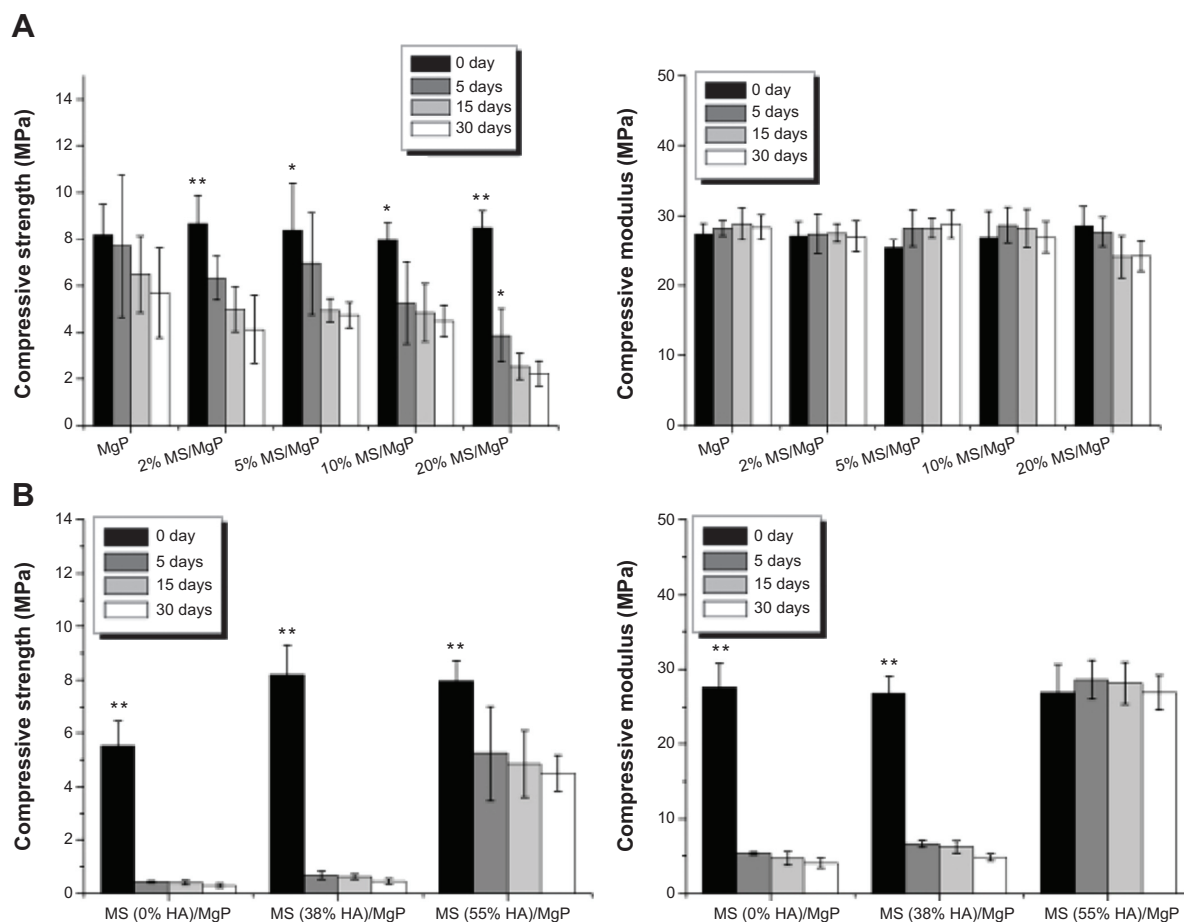 A
Compressive strength (MPa)
14
12
10
8
6
4
2
0
0 day
5 days
15 days
30 days
**
*
*
**
*
MgP
2% MS/MgP
5% MS/MgP
10% MS/MgP
20% MS/MgP
Compressive modulus (MPa)
50
40
30
20
10
0
0 day
5 days
15 days
30 days
MgP
2% MS/MgP
5% MS/MgP
10% MS/MgP
20% MS/MgP
B
Compressive strength (MPa)
14
12
10
8
6
4
2
0
0 day
5 days
15 days
30 days
**
**
**
MS (0% HA)/MgP
MS (38% HA)/MgP
MS (55% HA)/MgP
Compressive modulus (MPa)
50
40
30
20
10
0
0 day
5 days
15 days
30 days
**
**
MS (0% HA)/MgP
MS (38% HA)/MgP
MS (55% HA)/MgP